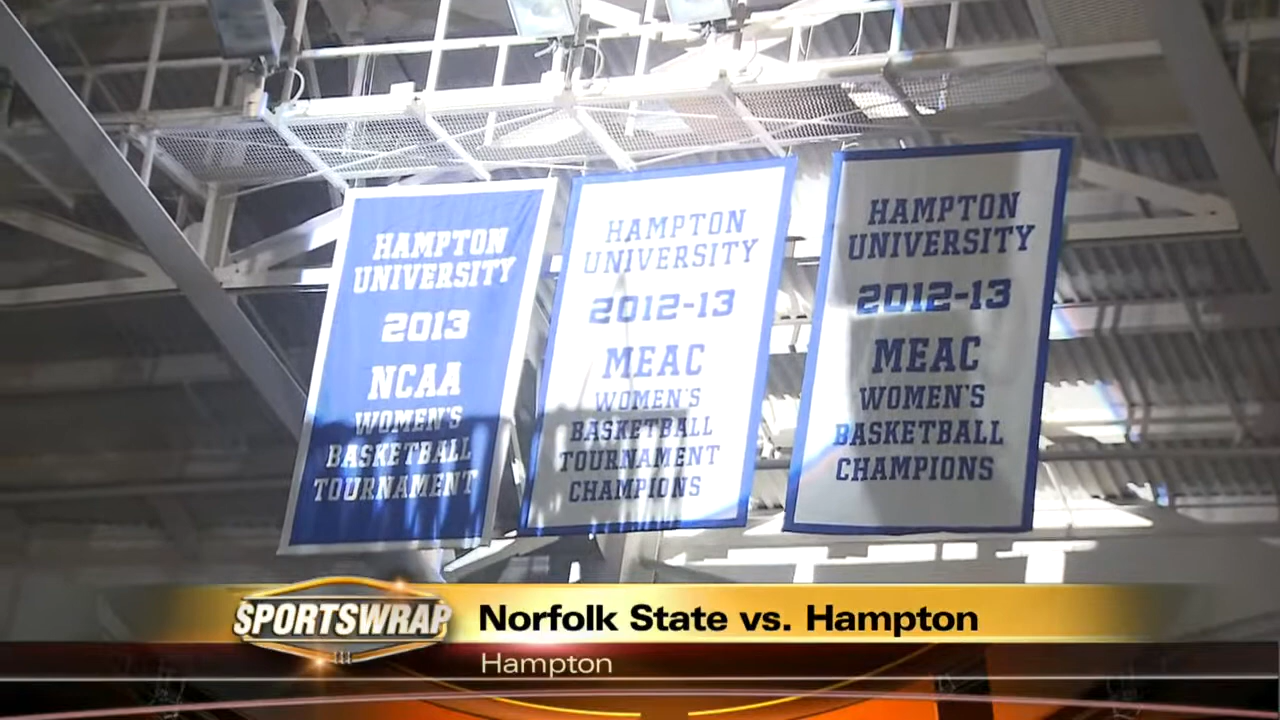 HAMPTON
UNIVERSITY
2013
NCAA
WOMEN'S
BASKETBALL
TOURNAMENT
HAMPTON
UNIVERSITY
2012-13
MEAC
WOMEN'S
BASKETBALL
TOURNAMENT
CHAMPIONS
HAMPTON
UNIVERSITY
2012-13
MEAC
WOMEN'S
BASKETBALL
CHAMPIONS
SPORTSWRAP
Norfolk State vs. Hampton
Hampton